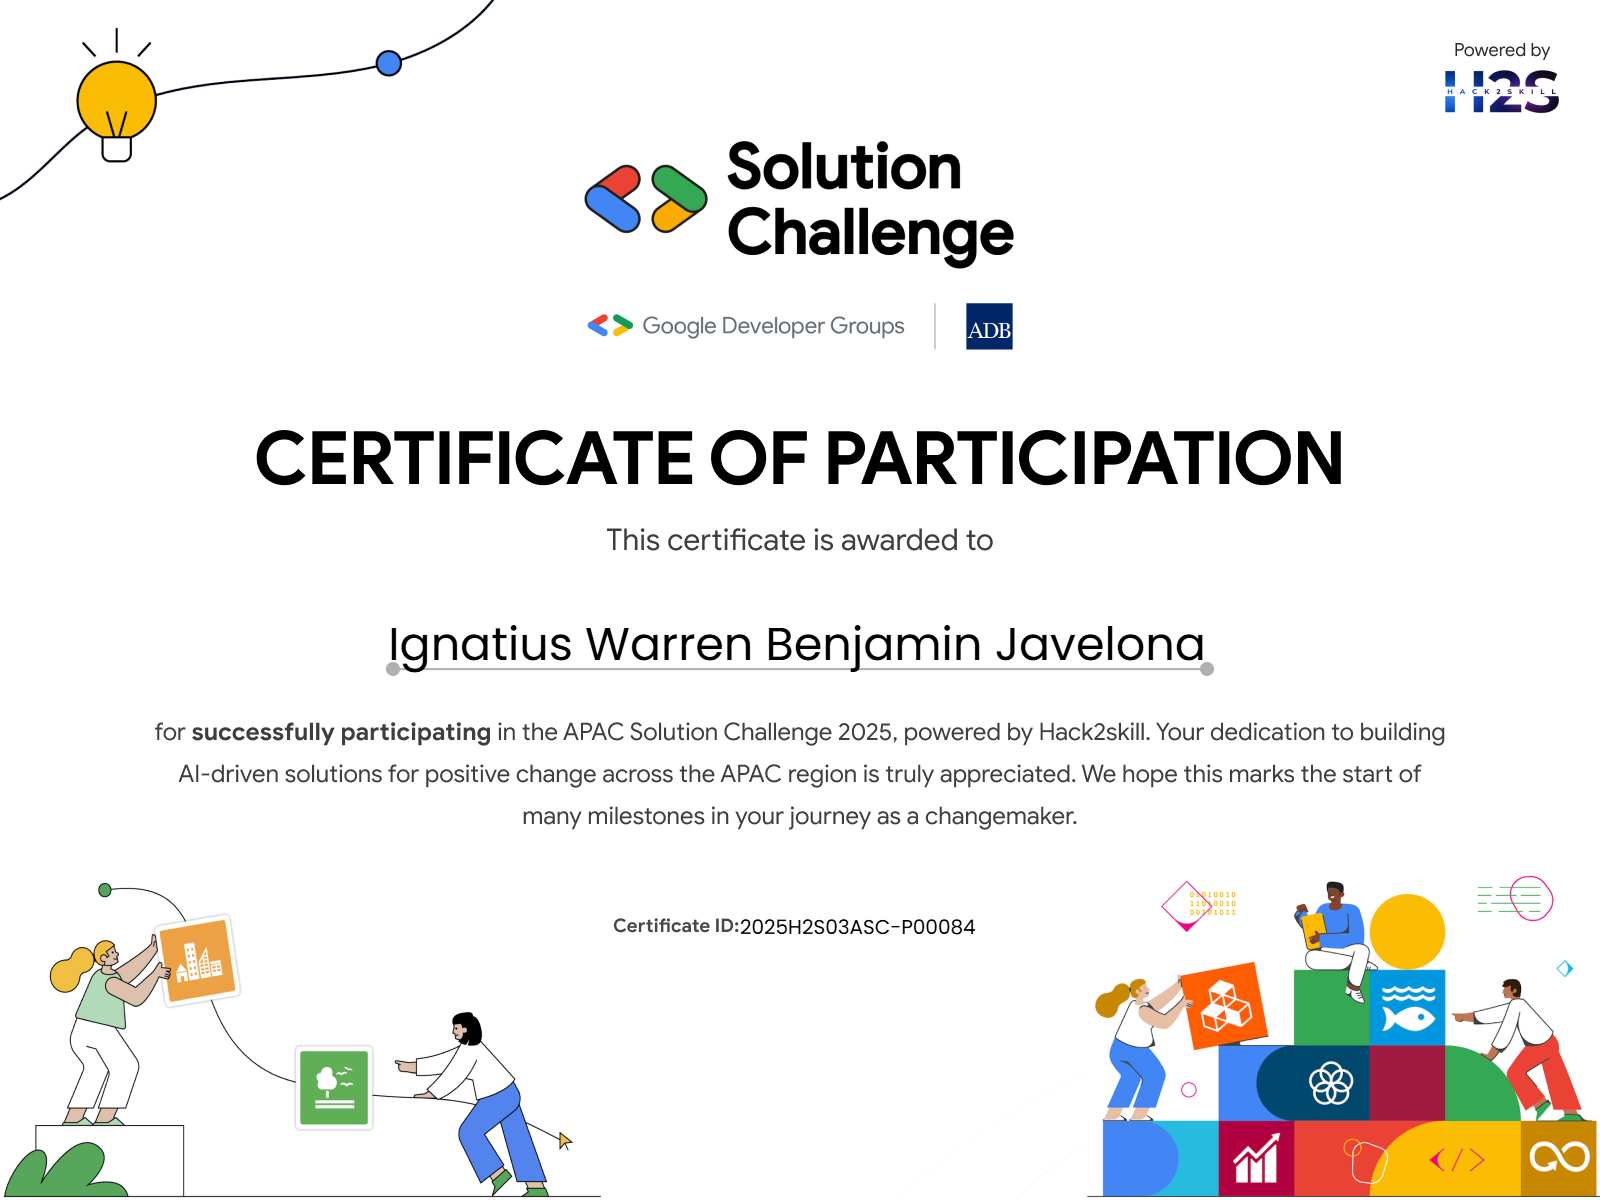 Powered by
H2S
HACK2SKILL
Solution
Challenge
Google Developer Groups
ADB
CERTIFICATE OF PARTICIPATION
This certificate is awarded to
Ignatius Warren Benjamin Javelona
for successfully participating in the APAC Solution Challenge 2025, powered by Hack2skill. Your dedication to building
AI-driven solutions for positive change across the APAC region is truly appreciated. We hope this marks the start of
many milestones in your journey as a changemaker.
Certificate ID:2025H2S03ASC-P00084
01010010
11010010
00101011